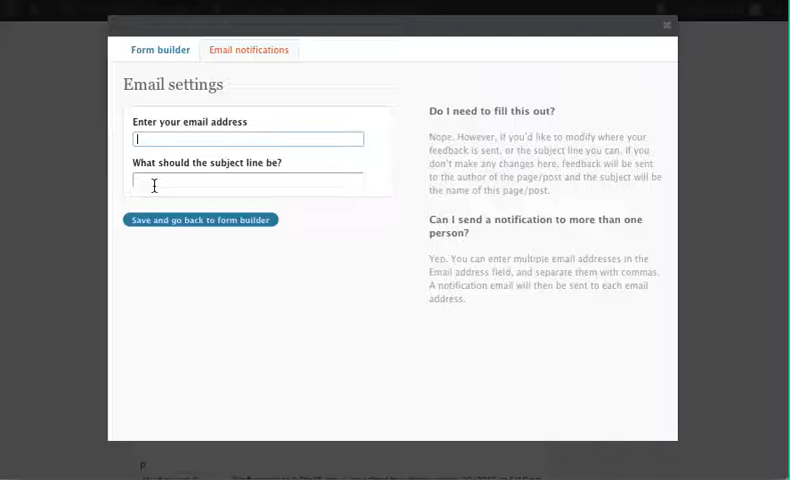 Form builder
Email notifications
Email settings
Enter your email address
What should the subject line be?
Save and go back to form builder
Do I need to fill this out?
Nope. However, if you'd like to modify where your
feedback is sent, or the subject line you can. If you
don't make any changes here, feedback will be sent
to the author of the page/post and the subject will be
the name of this page/post.
Can I send a notification to more than one
person?
Yep. You can enter multiple email addresses in the
Email address field, and separate them with commas.
A notification email will then be sent to each email
address.
p